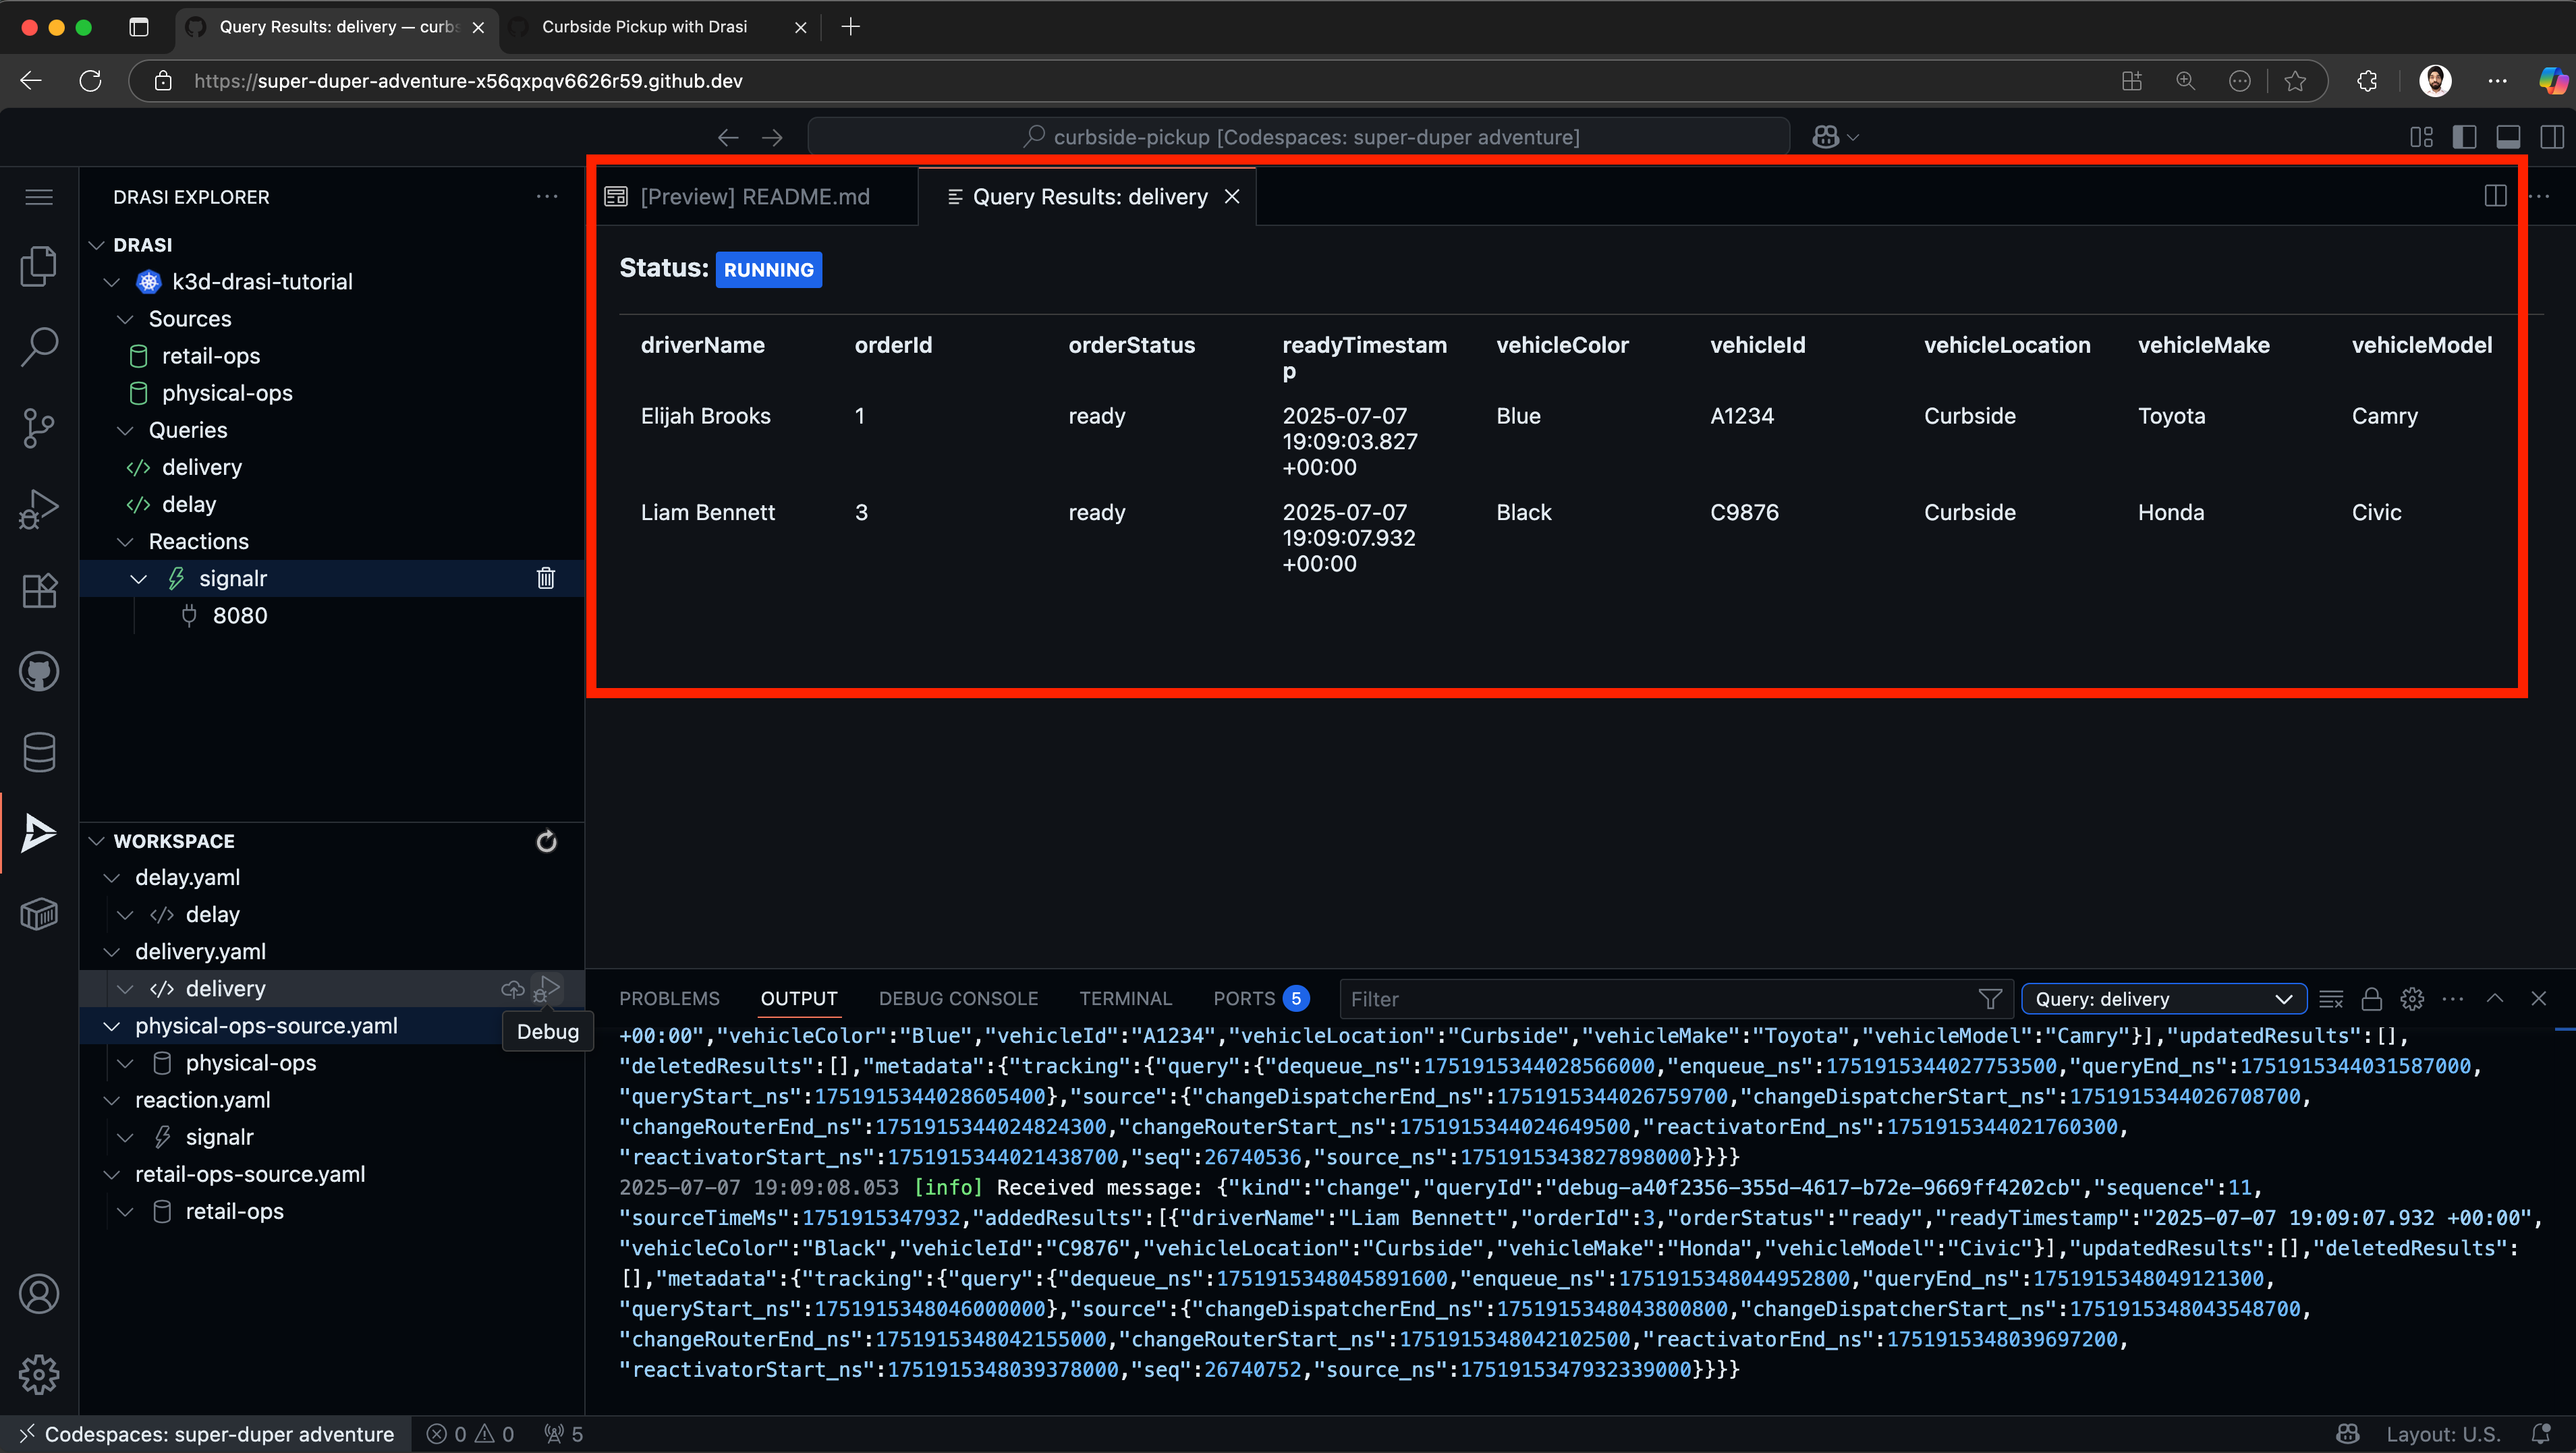 Query Results: delivery — curbs
Curbside Pickup with Drasi
https://super-duper-adventure-x56qxpqv6626r59.github.dev
curbside-pickup [Codespaces: super-duper adventure]
DRASI EXPLORER
DRASI
k3d-drasi-tutorial
Sources
retail-ops
physical-ops
Queries
delivery
delay
Reactions
signalr
8080
WORKSPACE
delay.yaml
delay
delivery.yaml
delivery
physical-ops-source.yaml
Debug
physical-ops
reaction.yaml
signalr
retail-ops-source.yaml
retail-ops
[Preview] README.md
Query Results: delivery
Status: RUNNING
driverName orderId orderStatus readyTimestam vehicleColor vehicleId vehicleLocation vehicleMake vehicleModel
p
Elijah Brooks 1 ready 2025-07-07 Blue A1234 Curbside Toyota Camry
19:09:03.827
+00:00
Liam Bennett 3 ready 2025-07-07 Black C9876 Curbside Honda Civic
19:09:07.932
+00:00
PROBLEMS OUTPUT DEBUG CONSOLE TERMINAL PORTS 5 Filter Query: delivery
+00:00","vehicleColor":"Blue","vehicleId":"A1234","vehicleLocation":"Curbside","vehicleMake":"Toyota","vehicleModel":"Camry"}],"updatedResults":[],
"deletedResults":[],"metadata":{"tracking":{"query":{"dequeue_ns":1751915344028566000,"enqueue_ns":1751915344027753500,"queryEnd_ns":1751915344031587000,
"queryStart_ns":1751915344028605400},"source":{"changeDispatcherEnd_ns":1751915344026759700,"changeDispatcherStart_ns":1751915344026708700,
"changeRouterEnd_ns":1751915344024824300,"changeRouterStart_ns":1751915344024649500,"reactivatorEnd_ns":1751915344021760300,
"reactivatorStart_ns":1751915344021438700,"seq":26740536,"source_ns":1751915343827898000}}}}
2025-07-07 19:09:08.053 [info] Received message: {"kind":"change","queryId":"debug-a40f2356-355d-4617-b72e-9669ff4202cb","sequence":11,
"sourceTimeMs":1751915347932,"addedResults":[{"driverName":"Liam Bennett","orderId":3,"orderStatus":"ready","readyTimestamp":"2025-07-07 19:09:07.932 +00:00",
"vehicleColor":"Black","vehicleId":"C9876","vehicleLocation":"Curbside","vehicleMake":"Honda","vehicleModel":"Civic"}],"updatedResults":[],"deletedResults":
[],"metadata":{"tracking":{"query":{"dequeue_ns":1751915348045891600,"enqueue_ns":1751915348044952800,"queryEnd_ns":1751915348049121300,
"queryStart_ns":1751915348046000000},"source":{"changeDispatcherEnd_ns":1751915348043800800,"changeDispatcherStart_ns":1751915348043548700,
"changeRouterEnd_ns":1751915348042155000,"changeRouterStart_ns":1751915348042102500,"reactivatorEnd_ns":1751915348039697200,
"reactivatorStart_ns":1751915348039378000,"seq":26740752,"source_ns":1751915347932339000}}}}
Codespaces: super-duper adventure 0 0 5 Layout: U.S.